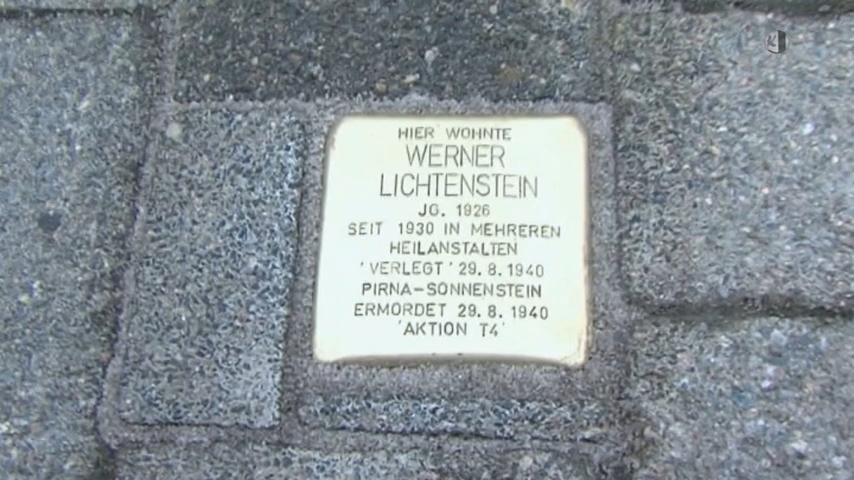 HIER WOHNTE
WERNER
LICHTENSTEIN
JG. 1926
SEIT 1930 IN MEHREREN
HEILANSTALTEN
'VERLEGT' 29.8.1940
PIRNA-SONNENSTEIN
ERMORDET 29.8.1940
'AKTION T4'